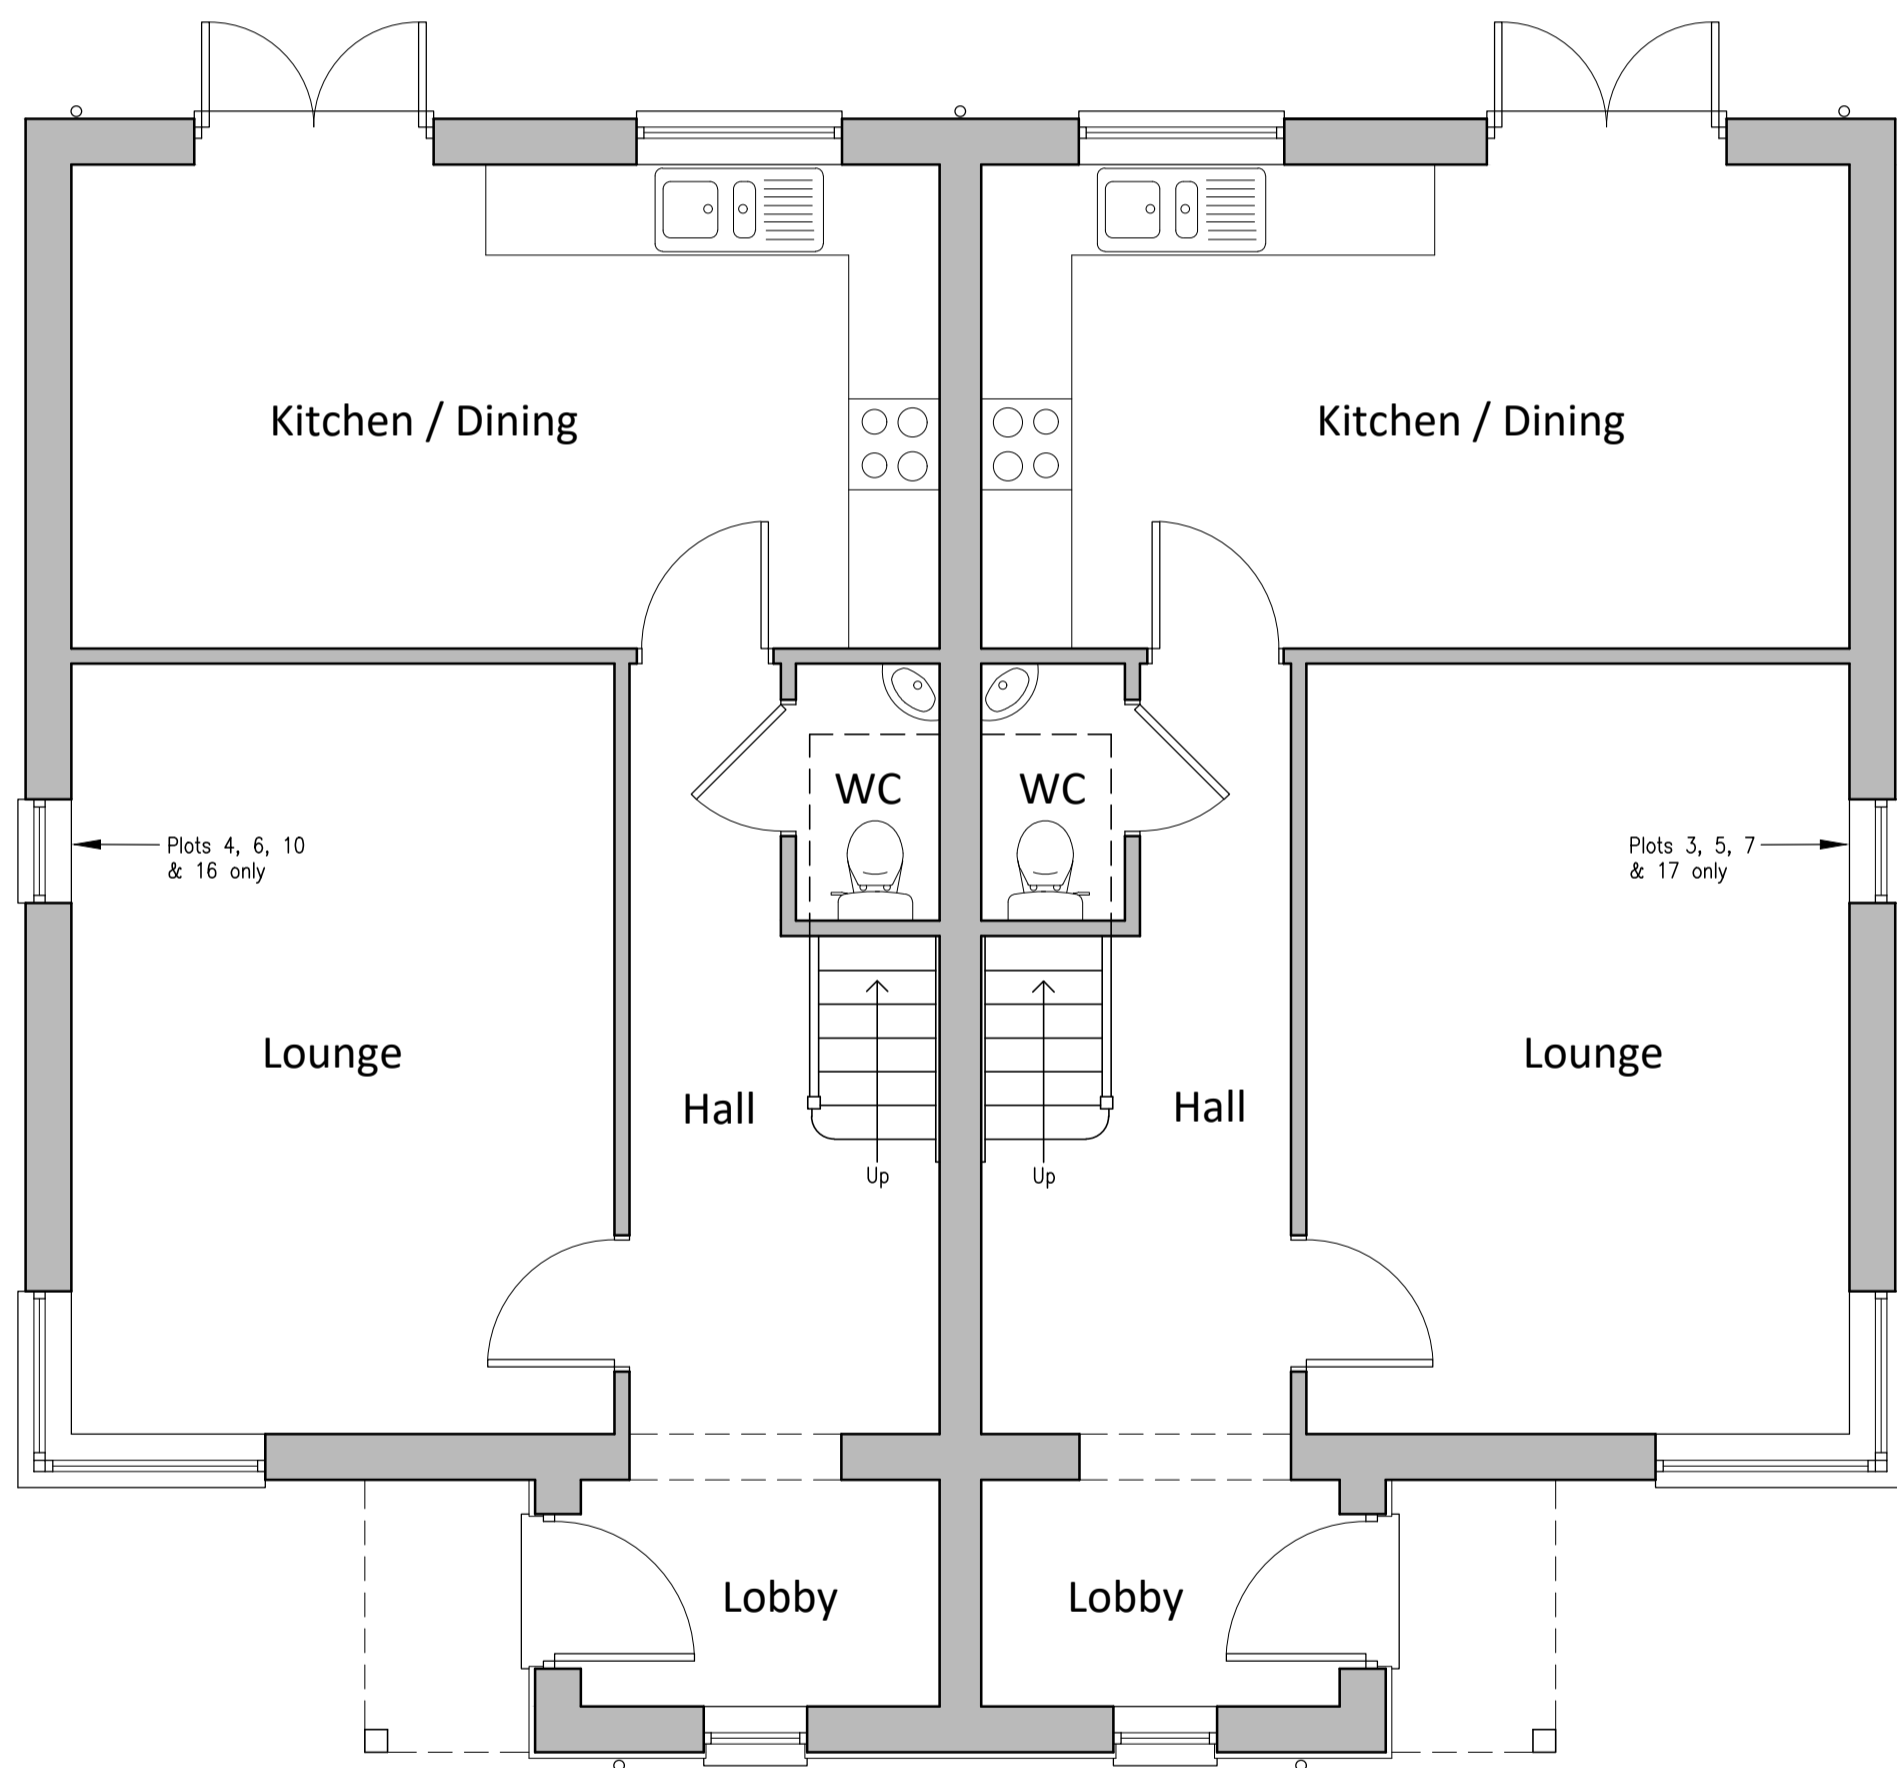 Kitchen / Dining
Kitchen / Dining
WC
WC
Plots 4, 6, 10
& 16 only
Plots 3, 5, 7
& 17 only
Lounge
Lounge
Hall
Hall
Up
Up
Lobby
Lobby